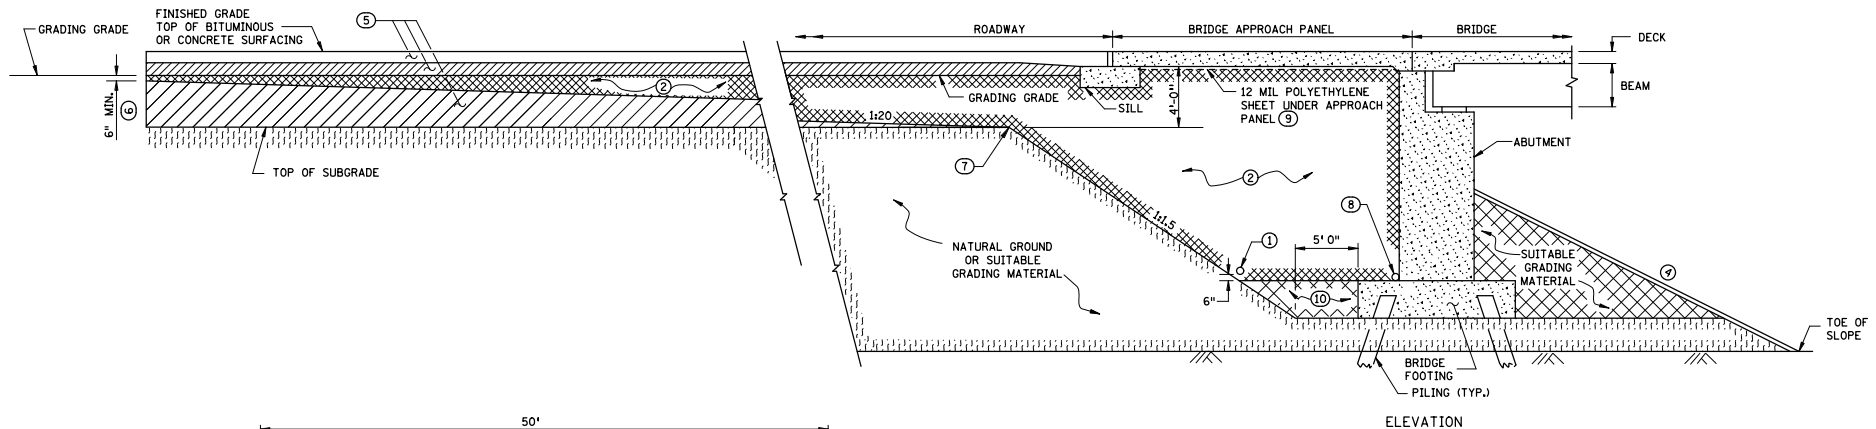 FINISHED GRADE
TOP OF BITUMINOUS
OR CONCRETE SURFACING
GRADING GRADE
5
ROADWAY
BRIDGE APPROACH PANEL
BRIDGE
DECK
BEAM
2
6" MIN.
6
GRADING GRADE
SILL
4'-0"
12 MIL POLYETHYLENE
SHEET UNDER APPROACH
PANEL 9
1:20
ABUTMENT
TOP OF SUBGRADE
7
2
8
1:1.5
NATURAL GROUND
OR SUITABLE
GRADING MATERIAL
1
5' 0"
SUITABLE
GRADING
MATERIAL
4
6"
10
TOE OF
SLOPE
BRIDGE
FOOTING
PILING (TYP.)
50'
ELEVATION